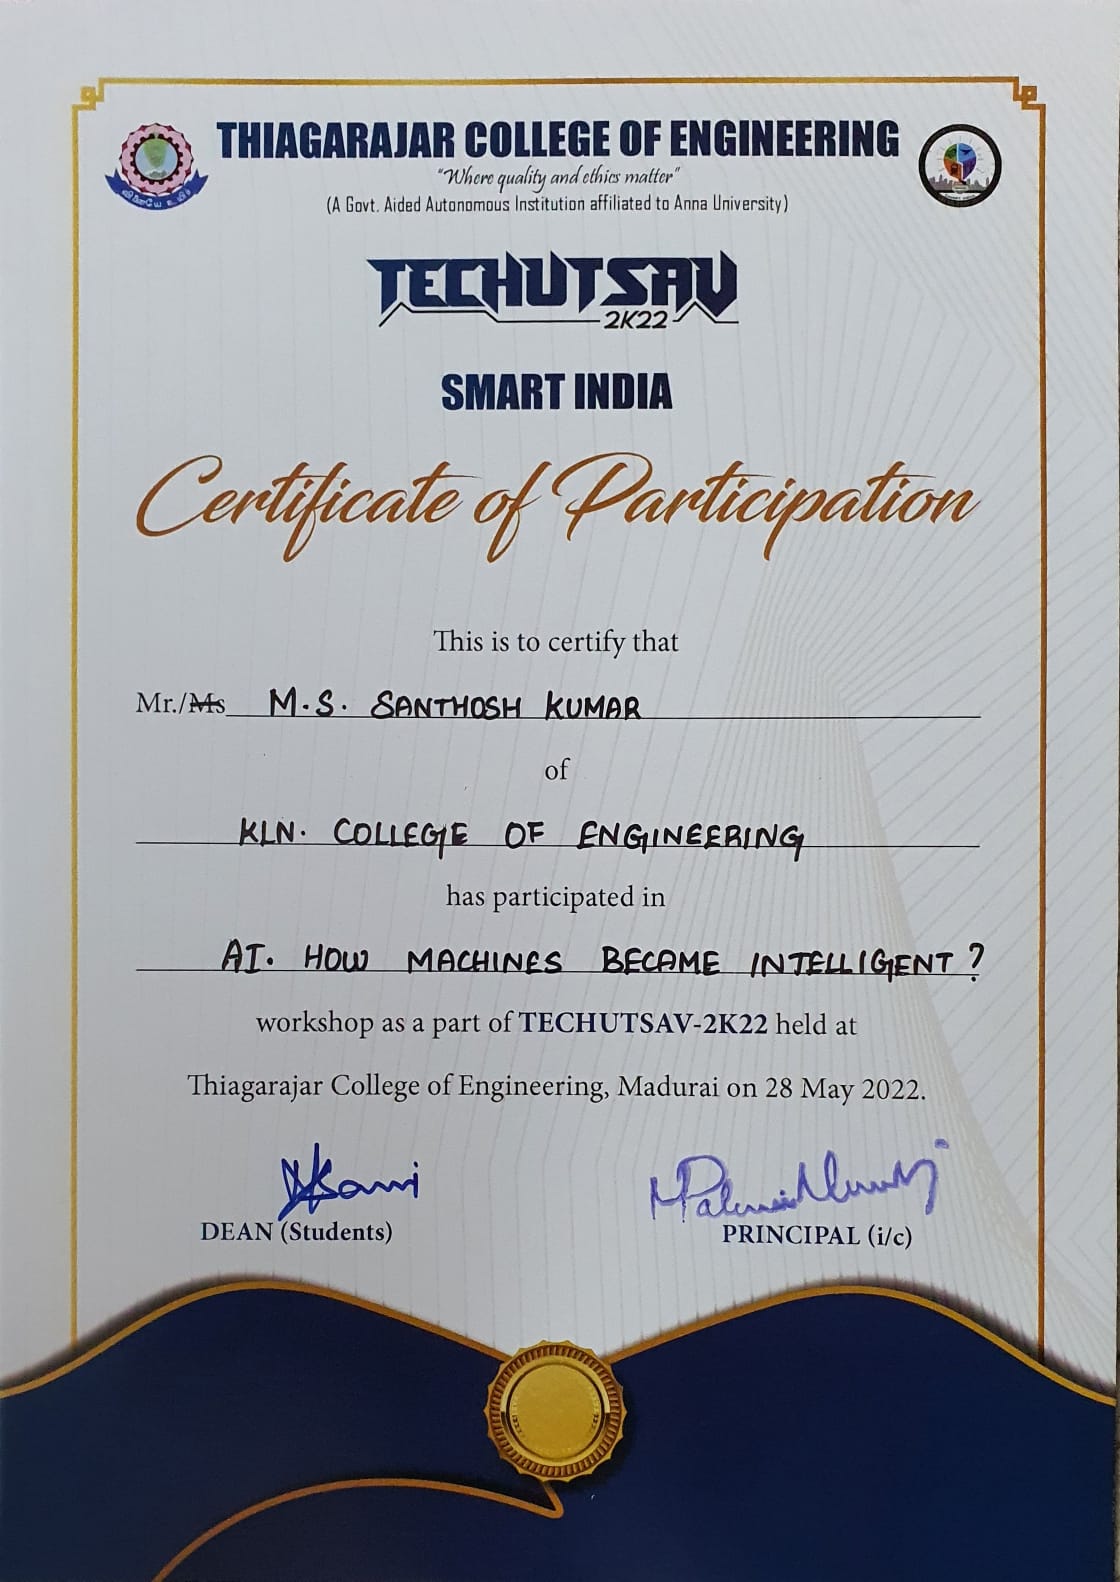 THIAGARAJAR COLLEGE OF ENGINEERING
"Where quality and ethics matter"
(A Govt. Aided Autonomous Institution affiliated to Anna University)
TECHUTSAV
2K22
SMART INDIA
Certificate of Participation
This is to certify that
Mr./Ms M.S. SANTHOSH KUMAR
of
KLN. COLLEGE OF ENGINEERING
has participated in
AI. HOW MACHINES BECAME INTELLIGENT?
workshop as a part of TECHUTSAV-2K22 held at
Thiagarajar College of Engineering, Madurai on 28 May 2022.
DEAN (Students)
PRINCIPAL (i/c)